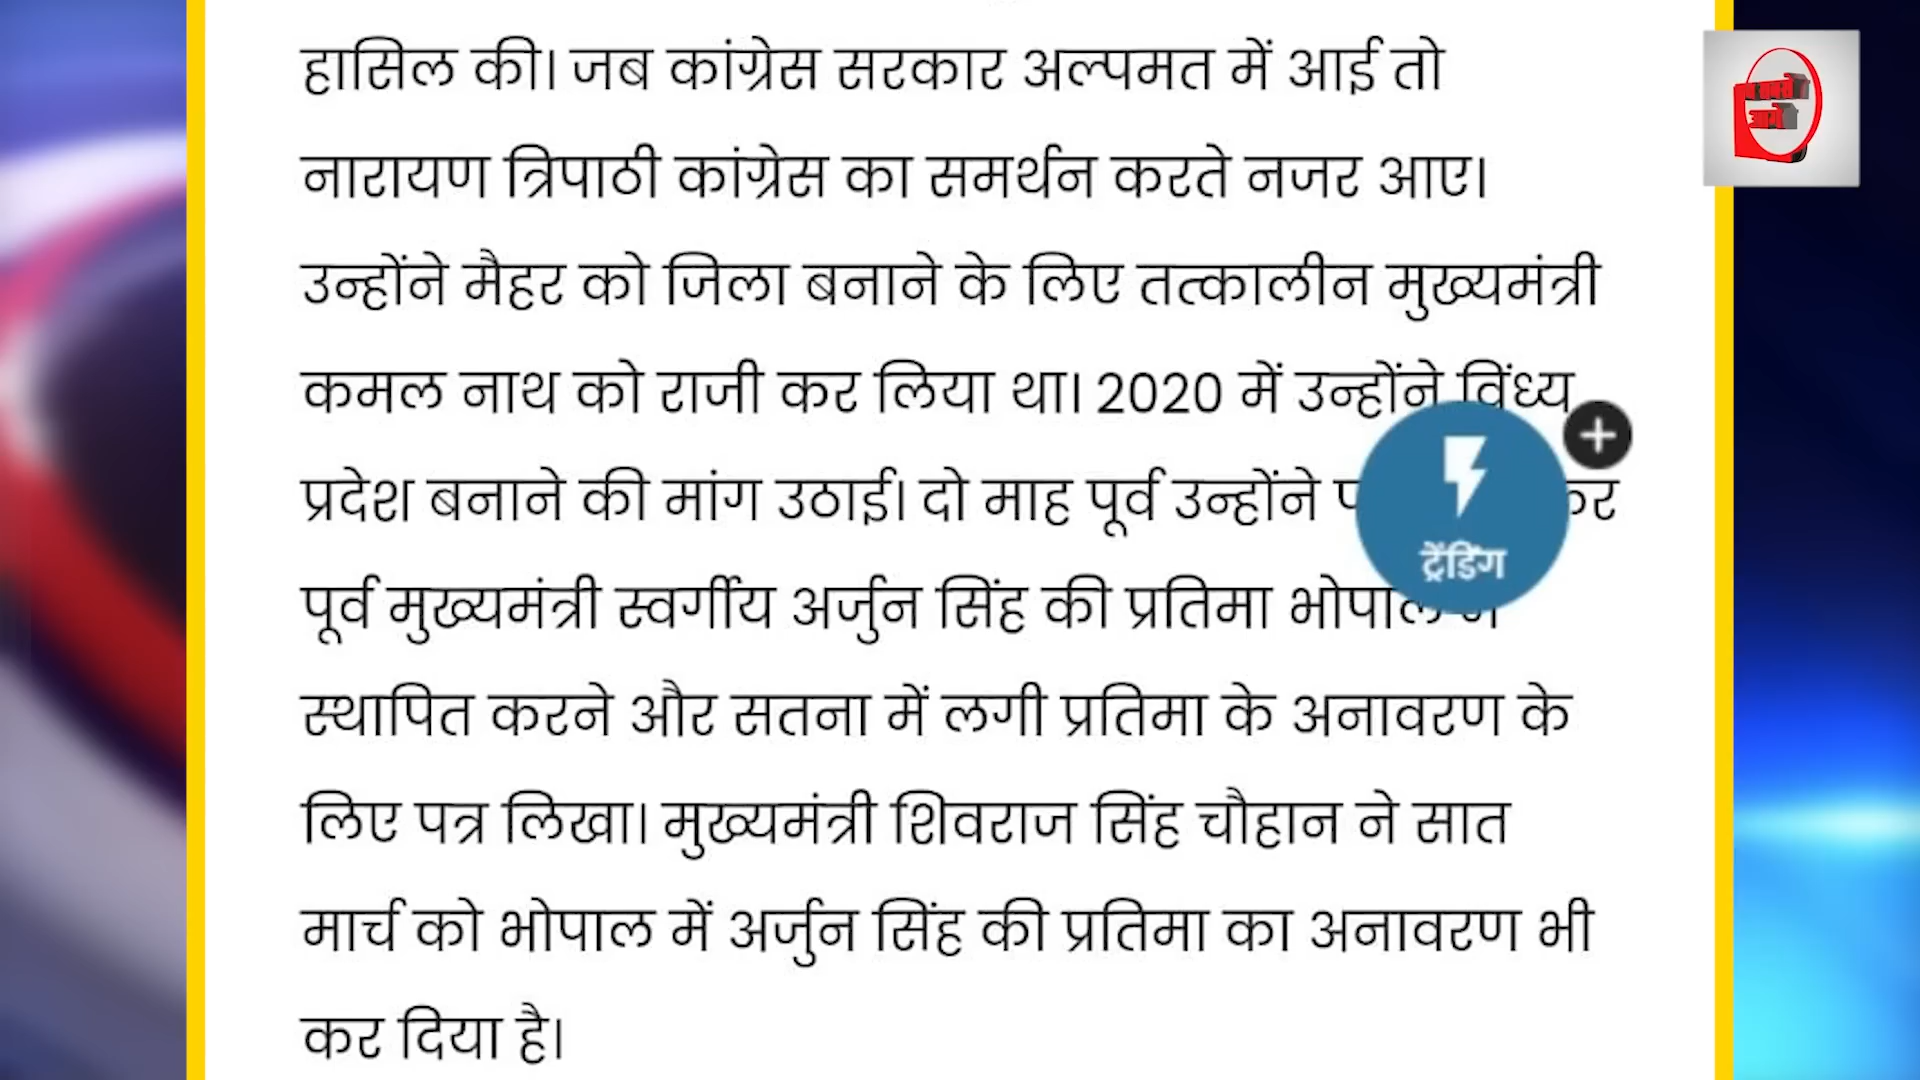 हासिल की। जब कांग्रेस सरकार अल्पमत में आई तो
नारायण त्रिपाठी कांग्रेस का समर्थन करते नजर आए।
उन्होंने मैहर को जिला बनाने के लिए तत्कालीन मुख्यमंत्री
कमल नाथ को राजी कर लिया था। 2020 में उन्होंने विंध्य
प्रदेश बनाने की मांग उठाई। दो माह पूर्व उन्होंने
ट्रेंडिंग
पूर्व मुख्यमंत्री स्वर्गीय अर्जुन सिंह की प्रतिमा भोपाल
स्थापित करने और सतना में लगी प्रतिमा के अनावरण के
लिए पत्र लिखा। मुख्यमंत्री शिवराज सिंह चौहान ने सात
मार्च को भोपाल में अर्जुन सिंह की प्रतिमा का अनावरण भी
कर दिया है।